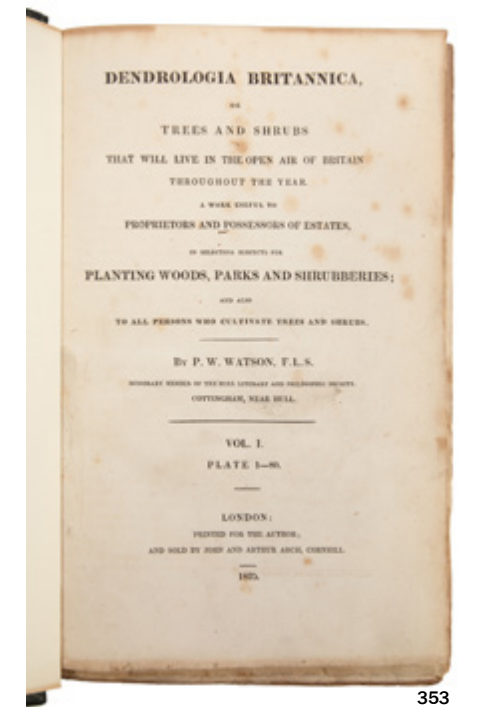 DENDROLOGIA BRITANNICA,
OR
TREES AND SHRUBS
THAT WILL LIVE IN THE OPEN AIR OF BRITAIN
THROUGHOUT THE YEAR.
A WORK USEFUL TO
PROPRIETORS AND POSSESSORS OF ESTATES,
IN SELECTING SUBJECTS FOR
PLANTING WOODS, PARKS AND SHRUBBERIES;
AND ALSO
TO ALL PERSONS WHO CULTIVATE TREES AND SHRUBS.
By P. W. WATSON, F.L.S.
HONORARY MEMBER OF THE HULL LITERARY AND PHILOSOPHIC SOCIETY.
COTTINGHAM, NEAR HULL.
VOL. I.
PLATE 1—80.
LONDON:
PRINTED FOR THE AUTHOR;
AND SOLD BY JOHN AND ARTHUR ARCH, CORNHILL.
1825.
353